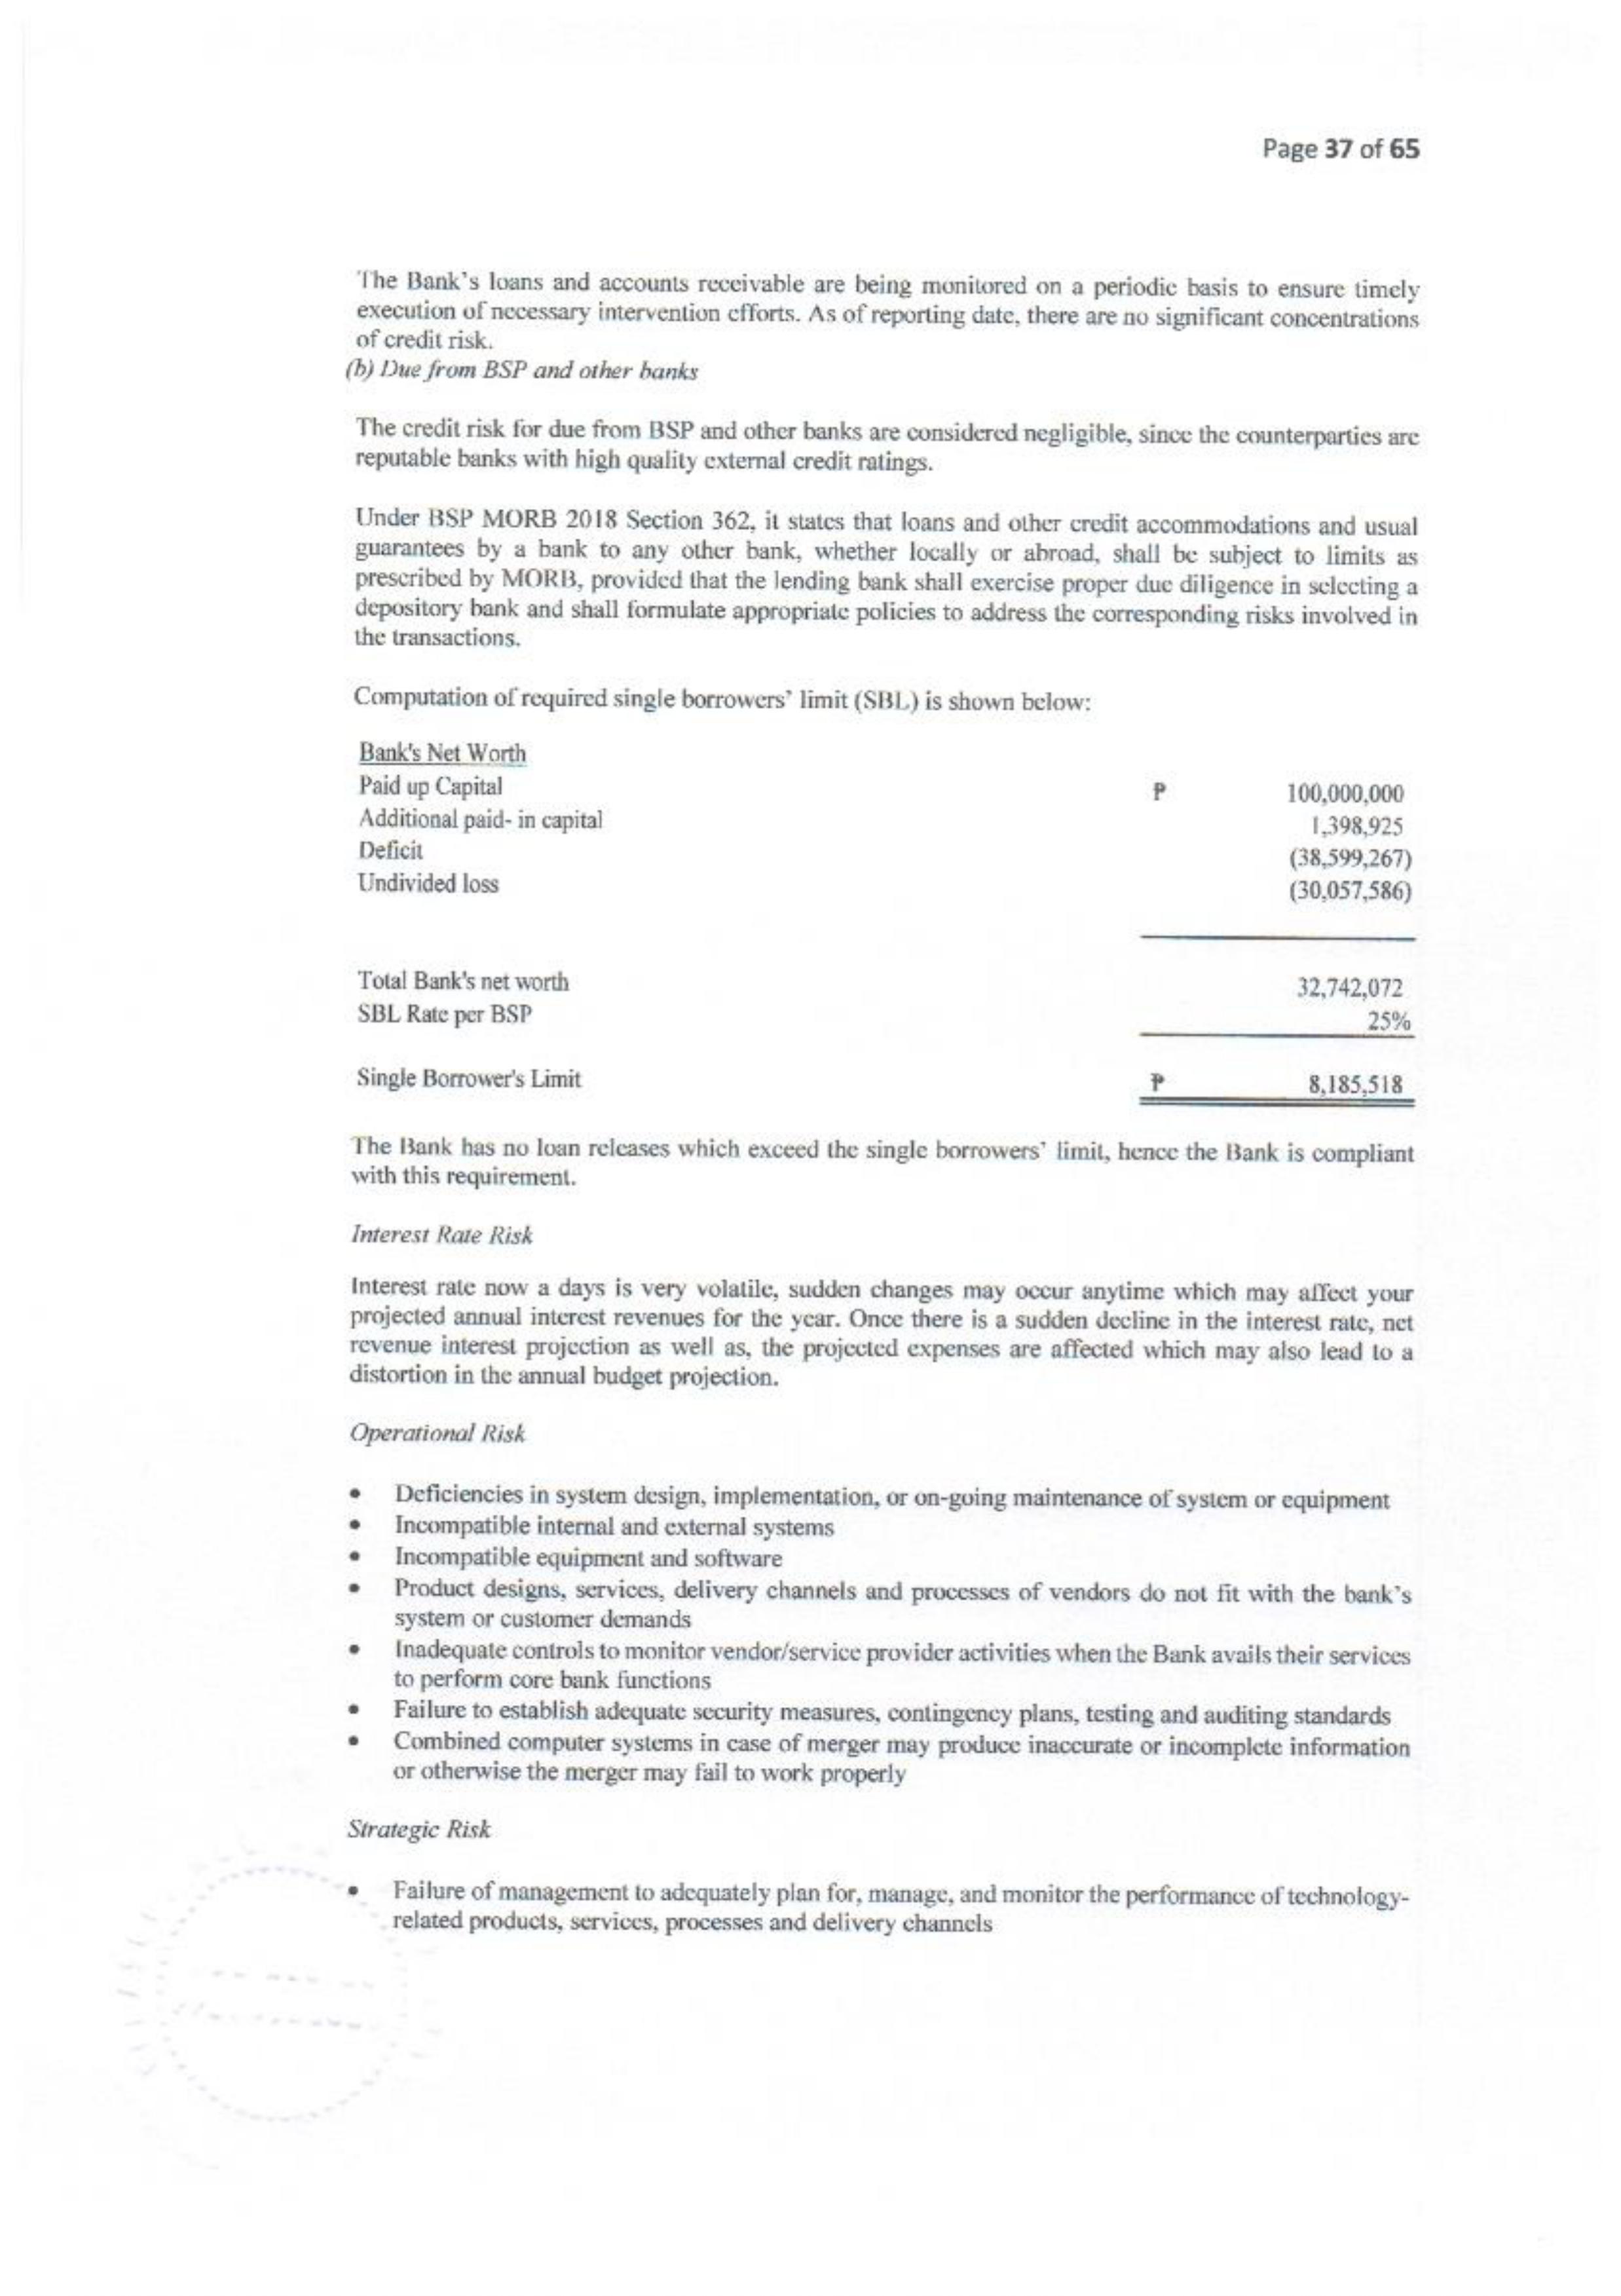 Page 37 of 65
The Bank's loans and accounts receivable are being monitored on a periodic basis to ensure timely
execution of necessary intervention efforts. As of reporting date, there are no significant concentrations
of credit risk.
(b) Due from BSP and other banks
The credit risk for due from BSP and other banks are considered negligible, since the counterparties are
reputable banks with high quality external credit ratings.
Under BSP MORB 2018 Section 362, it states that loans and other credit accommodations and usual
guarantees by a bank to any other bank, whether locally or abroad, shall be subject to limits as
prescribed by MORB, provided that the lending bank shall exercise proper due diligence in selecting a
depository bank and shall formulate appropriate policies to address the corresponding risks involved in
the transactions.
Computation of required single borrowers' limit (SBL) is shown below:
Bank's Net Worth
Paid up Capital ₱ 100,000,000
Additional paid- in capital 1,398,925
Deficit (38,599,267)
Undivided loss (30,057,586)
Total Bank's net worth 32,742,072
SBL Rate per BSP 25%
Single Borrower's Limit ₱ 8,185,518
The Bank has no loan releases which exceed the single borrowers' limit, hence the Bank is compliant
with this requirement.
Interest Rate Risk
Interest rate now a days is very volatile, sudden changes may occur anytime which may affect your
projected annual interest revenues for the year. Once there is a sudden decline in the interest rate, net
revenue interest projection as well as, the projected expenses are affected which may also lead to a
distortion in the annual budget projection.
Operational Risk
• Deficiencies in system design, implementation, or on-going maintenance of system or equipment
• Incompatible internal and external systems
• Incompatible equipment and software
• Product designs, services, delivery channels and processes of vendors do not fit with the bank's
system or customer demands
• Inadequate controls to monitor vendor/service provider activities when the Bank avails their services
to perform core bank functions
• Failure to establish adequate security measures, contingency plans, testing and auditing standards
• Combined computer systems in case of merger may produce inaccurate or incomplete information
or otherwise the merger may fail to work properly
Strategic Risk
• Failure of management to adequately plan for, manage, and monitor the performance of technology-
related products, services, processes and delivery channels